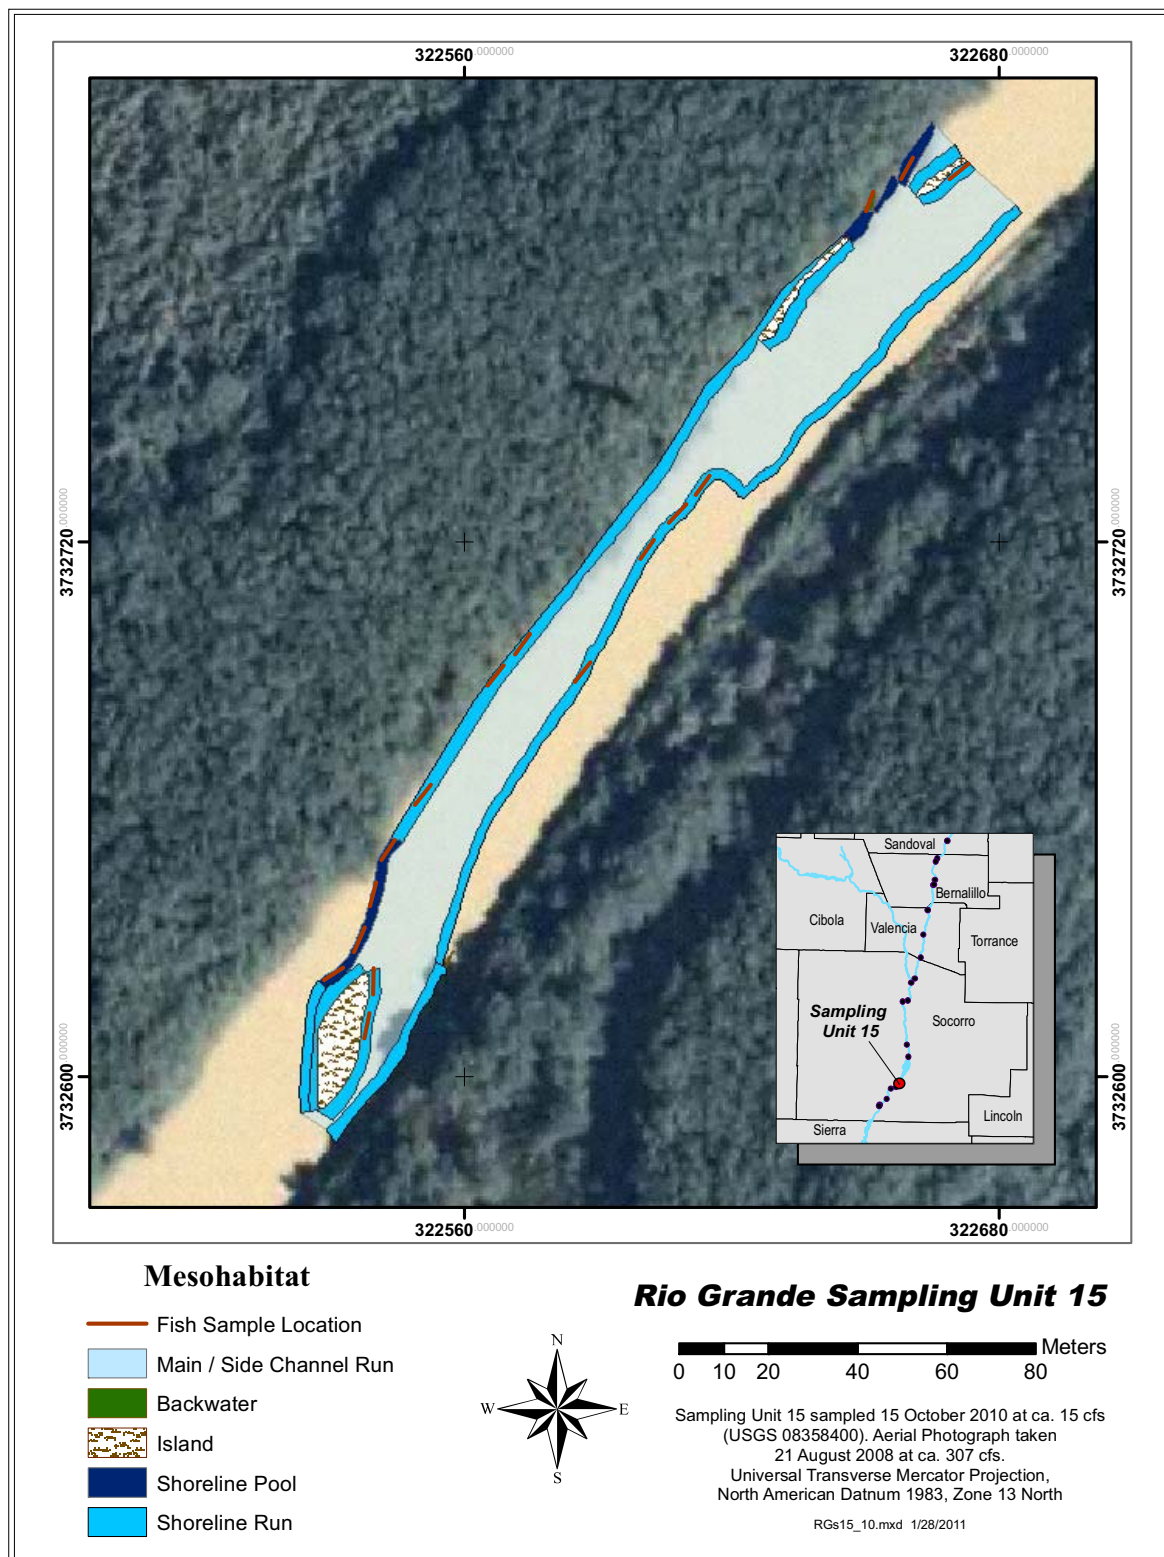 322560.000000
322680.000000
3732720.000000
3732720.000000
3732600.000000
3732600.000000
322560.000000
322680.000000
Sandoval
Bernalillo
Cibola
Valencia
Torrance
Sampling
Unit 15
Socorro
Lincoln
Sierra
Mesohabitat
Fish Sample Location
Main / Side Channel Run
Backwater
Island
Shoreline Pool
Shoreline Run
N
W
E
S
Rio Grande Sampling Unit 15
Meters
0 10 20 40 60 80
Sampling Unit 15 sampled 15 October 2010 at ca. 15 cfs
(USGS 08358400). Aerial Photograph taken
21 August 2008 at ca. 307 cfs.
Universal Transverse Mercator Projection,
North American Datnum 1983, Zone 13 North
RGs15_10.mxd 1/28/2011